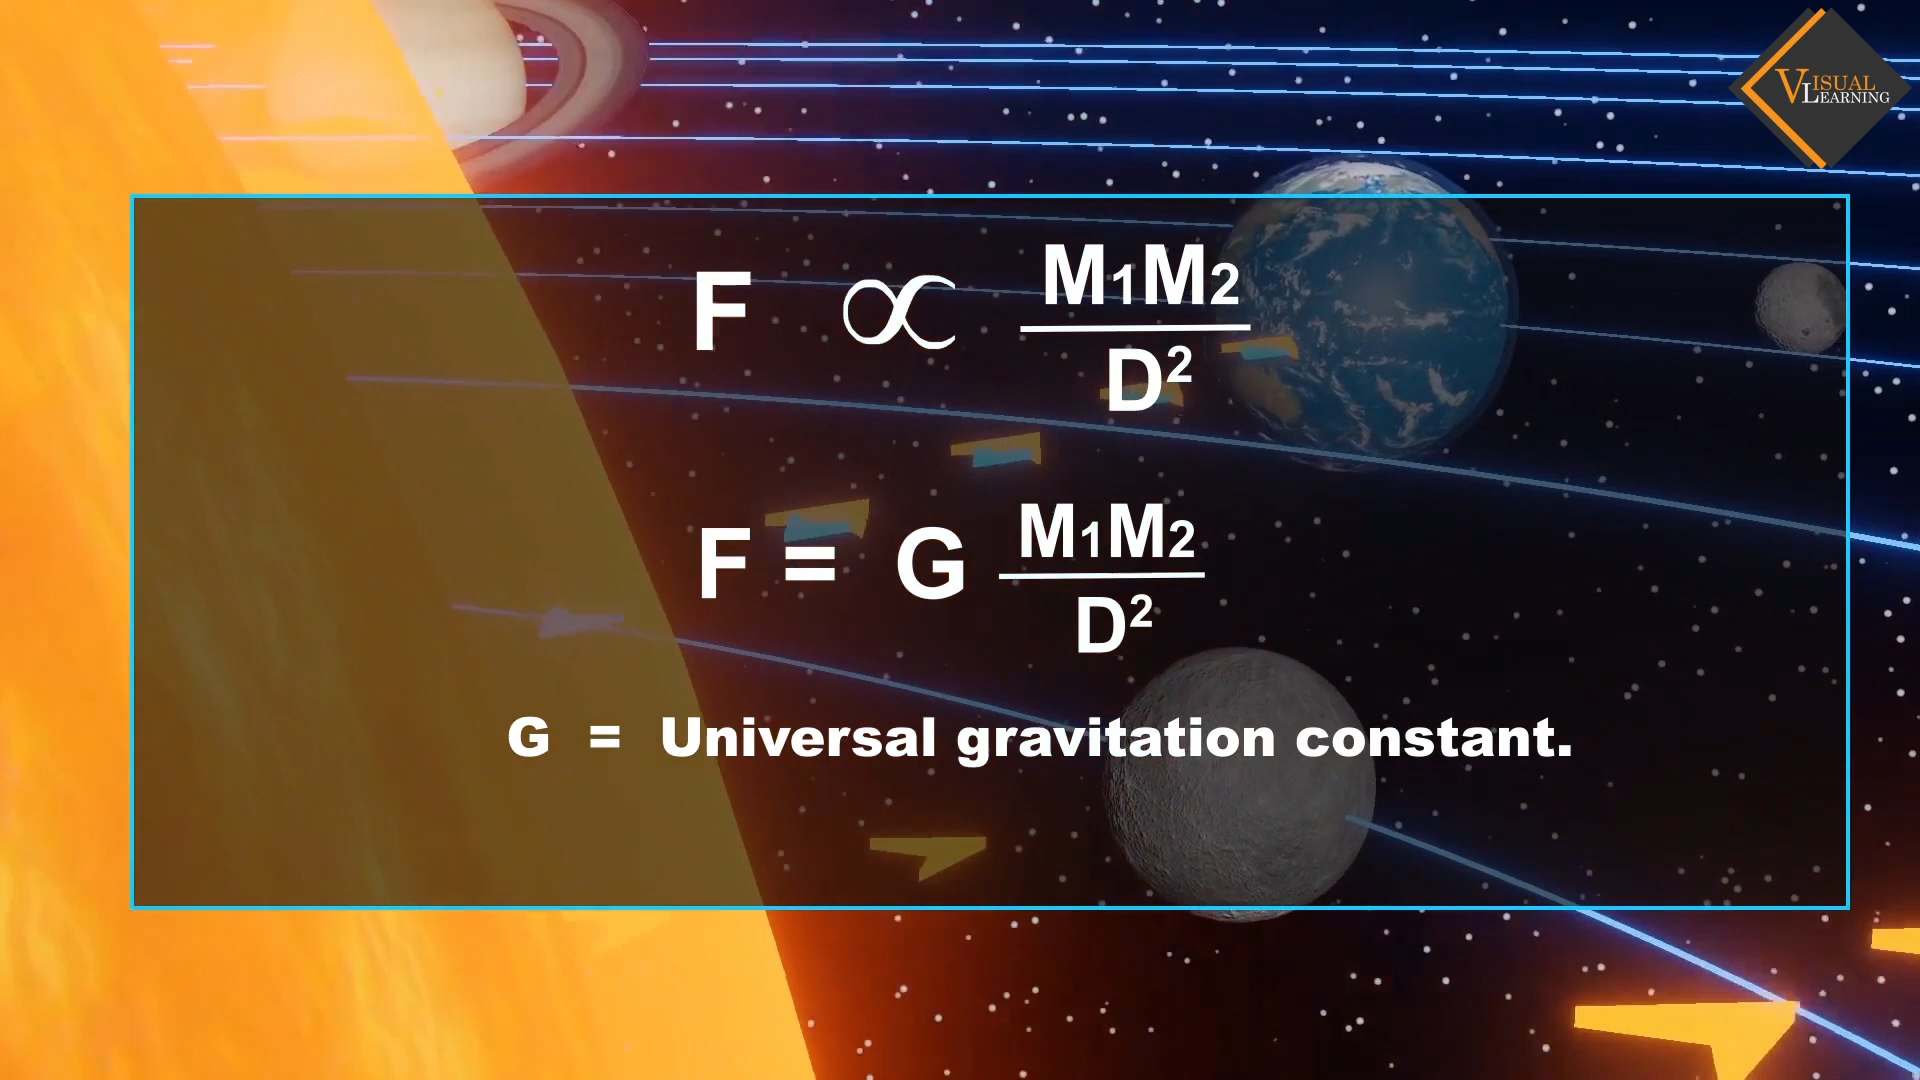 VISUAL
LEARNING
F ∝ M1M2
D²
F = G M1M2
D²
G = Universal gravitation constant.